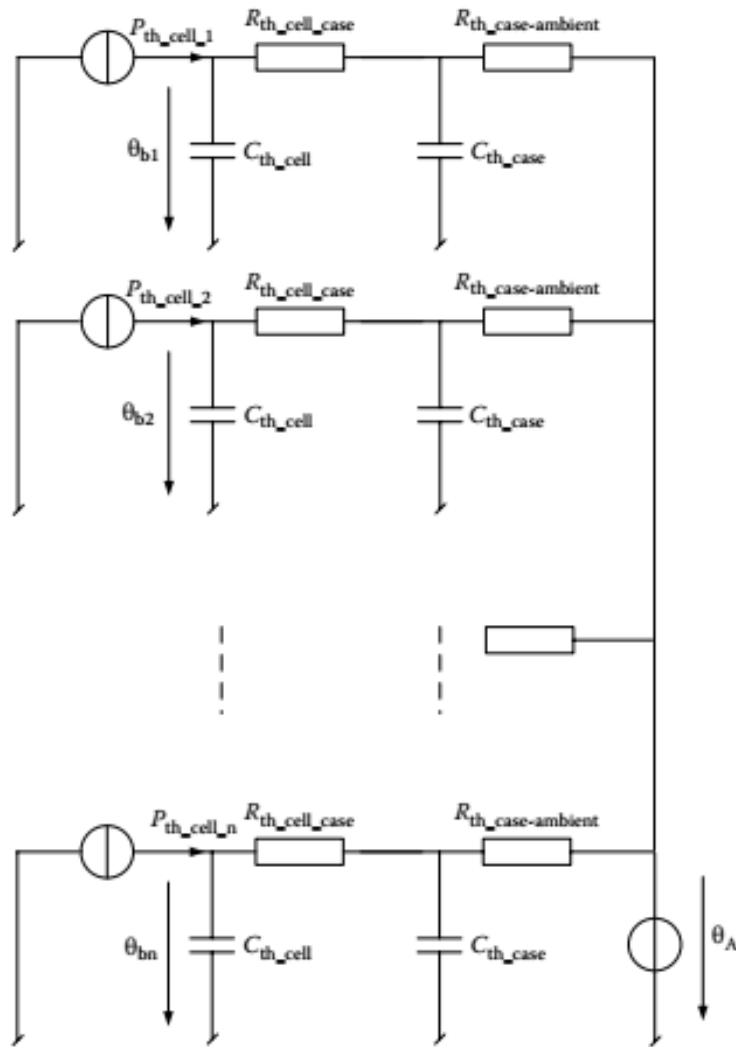 P_th_cell_1 R_th_cell_case R_th_case-ambient
θ_b1 C_th_cell C_th_case
P_th_cell_2 R_th_cell_case R_th_case-ambient
θ_b2 C_th_cell C_th_case
P_th_cell_n R_th_cell_case R_th_case-ambient
θ_bn C_th_cell C_th_case θ_A